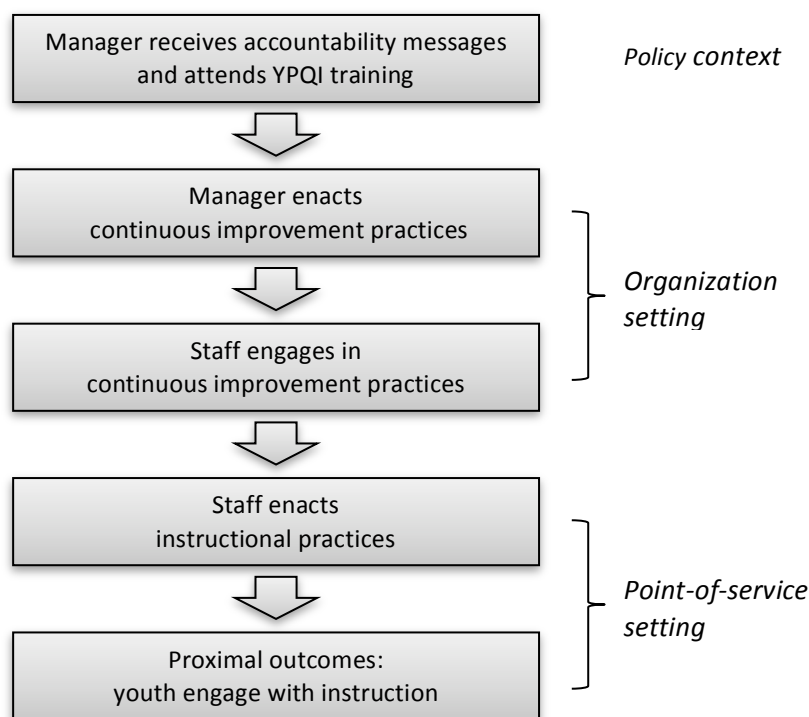 Manager receives accountability messages
and attends YPQI training
Policy context
Manager enacts
continuous improvement practices
Organization
setting
Staff engages in
continuous improvement practices
Staff enacts
instructional practices
Point-of-service
setting
Proximal outcomes:
youth engage with instruction